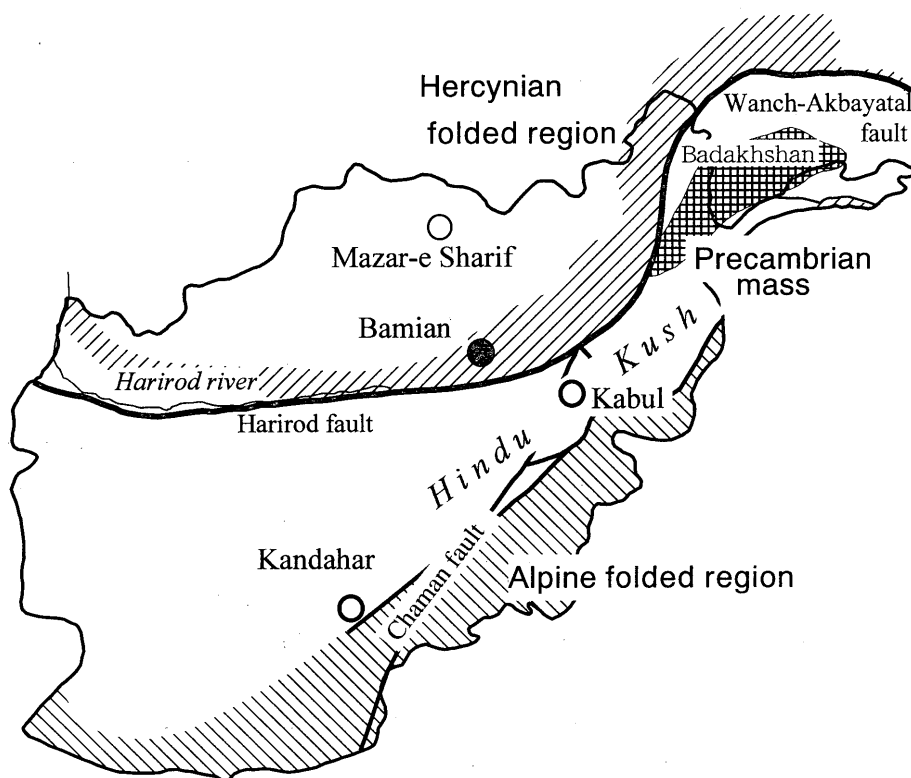 Hercynian
folded region
Wanch-Akbayatal
fault
Badakhshan
Mazar-e Sharif
Precambrian
mass
Bamian
Kush
Harirod river
Kabul
Harirod fault
Hindu
Kandahar
Chaman fault
Alpine folded region